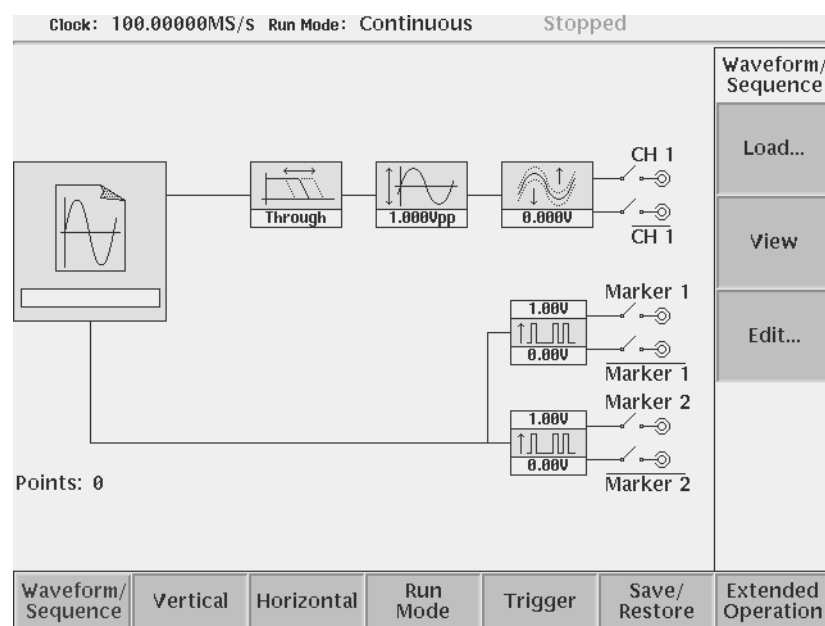 Clock: 100.00000MS/s Run Mode: Continuous Stopped
Waveform/
Sequence
Load...
View
Edit...
CH 1
Through
1.000Vpp
0.000V
CH 1
Marker 1
1.00V
0.00V
Marker 1
Marker 2
1.00V
0.00V
Marker 2
Points: 0
Waveform/
Sequence
Vertical
Horizontal
Run
Mode
Trigger
Save/
Restore
Extended
Operation